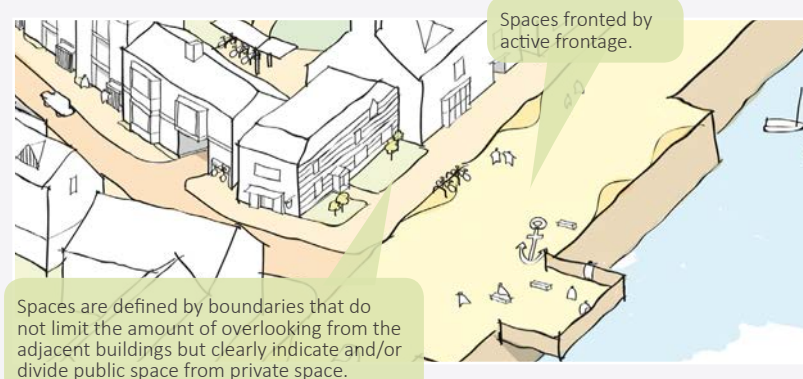 Spaces fronted by
active frontage.
Spaces are defined by boundaries that do
not limit the amount of overlooking from the
adjacent buildings but clearly indicate and/or
divide public space from private space.